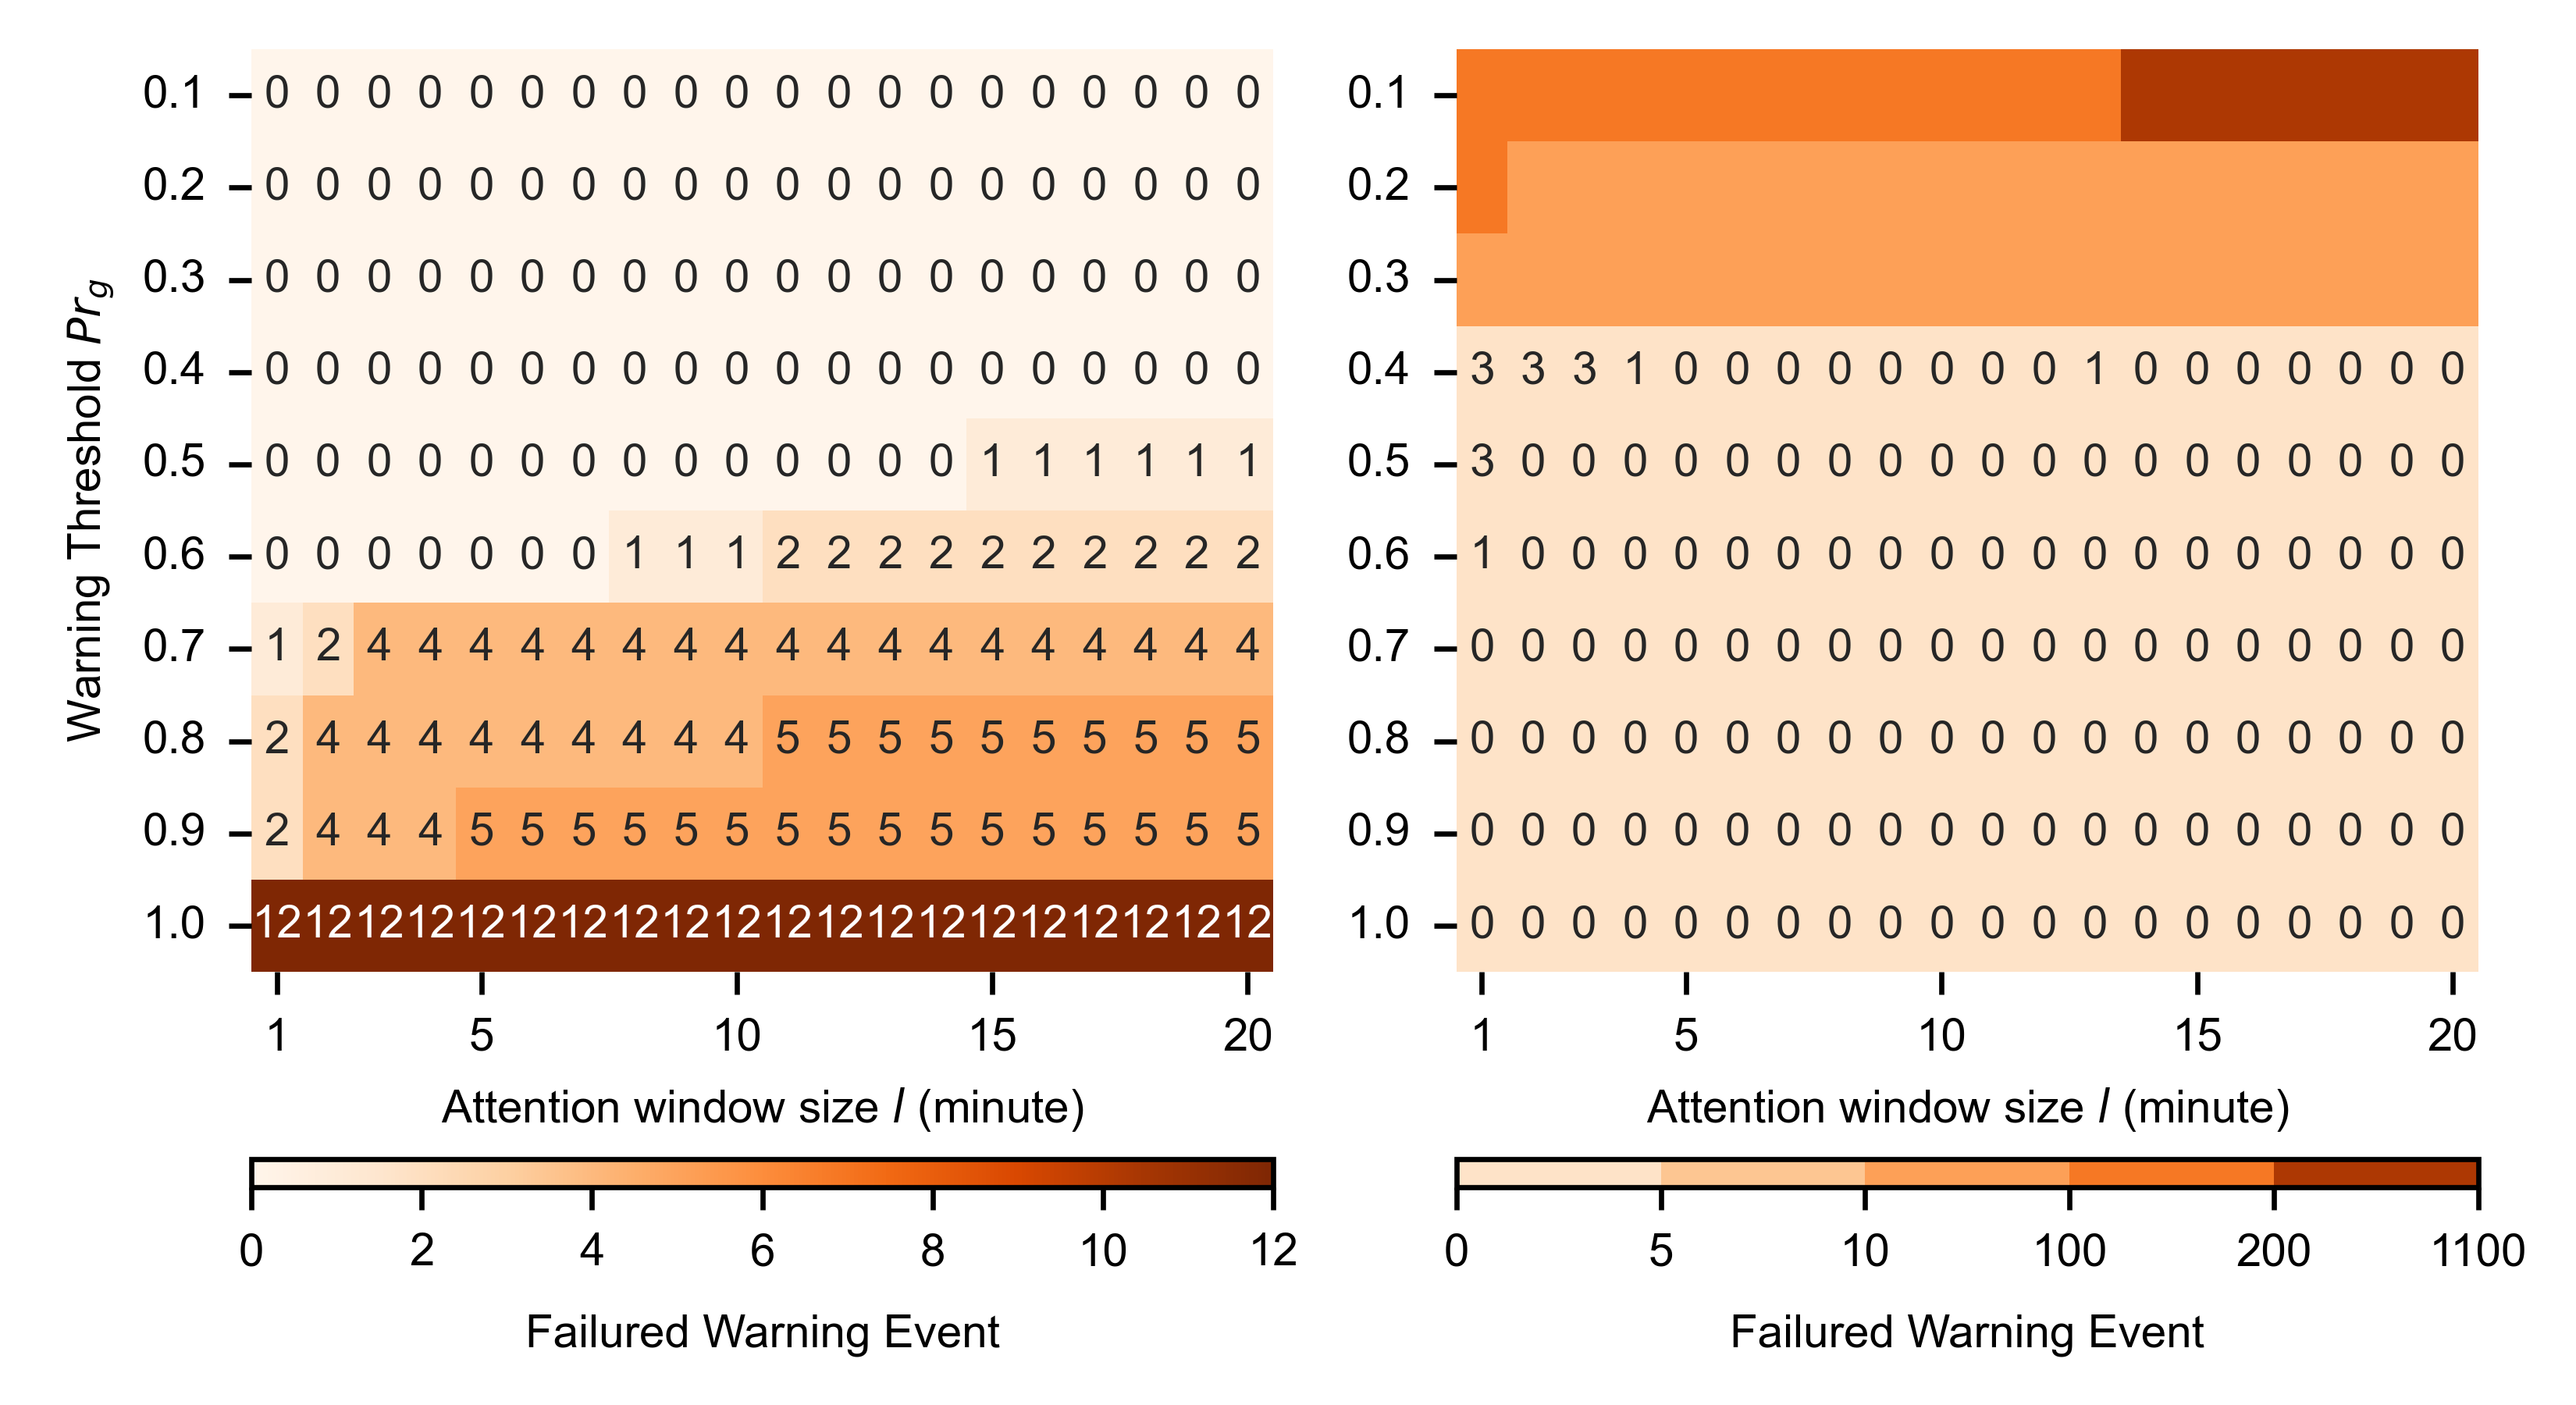 Warning Threshold Pr_g
0.1 0 0 0 0 0 0 0 0 0 0 0 0 0 0 0 0 0 0 0 0
0.2 0 0 0 0 0 0 0 0 0 0 0 0 0 0 0 0 0 0 0 0
0.3 0 0 0 0 0 0 0 0 0 0 0 0 0 0 0 0 0 0 0 0
0.4 0 0 0 0 0 0 0 0 0 0 0 0 0 0 0 0 0 0 0 0
0.5 0 0 0 0 0 0 0 0 0 0 0 0 0 0 1 1 1 1 1 1
0.6 0 0 0 0 0 0 0 1 1 1 2 2 2 2 2 2 2 2 2 2
0.7 1 2 4 4 4 4 4 4 4 4 4 4 4 4 4 4 4 4 4 4
0.8 2 4 4 4 4 4 4 4 4 4 5 5 5 5 5 5 5 5 5 5
0.9 2 4 4 4 5 5 5 5 5 5 5 5 5 5 5 5 5 5 5 5
1.0 12 12 12 12 12 12 12 12 12 12 12 12 12 12 12 12 12 12 12 12
1 5 10 15 20
Attention window size l (minute)
0 2 4 6 8 10 12
Failured Warning Event
0.1
0.2
0.3
0.4 3 3 3 1 0 0 0 0 0 0 0 0 1 0 0 0 0 0 0 0
0.5 3 0 0 0 0 0 0 0 0 0 0 0 0 0 0 0 0 0 0 0
0.6 1 0 0 0 0 0 0 0 0 0 0 0 0 0 0 0 0 0 0 0
0.7 0 0 0 0 0 0 0 0 0 0 0 0 0 0 0 0 0 0 0 0
0.8 0 0 0 0 0 0 0 0 0 0 0 0 0 0 0 0 0 0 0 0
0.9 0 0 0 0 0 0 0 0 0 0 0 0 0 0 0 0 0 0 0 0
1.0 0 0 0 0 0 0 0 0 0 0 0 0 0 0 0 0 0 0 0 0
1 5 10 15 20
Attention window size l (minute)
0 5 10 100 200 1100
Failured Warning Event